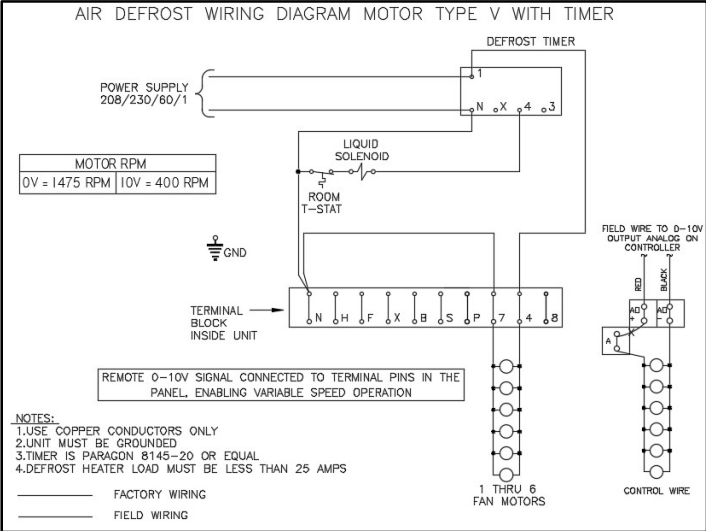 AIR DEFROST WIRING DIAGRAM MOTOR TYPE V WITH TIMER
DEFROST TIMER
POWER SUPPLY
208/230/60/1
1
N X 4 3
LIQUID
SOLENOID
MOTOR RPM
0V = 1475 RPM 10V = 400 RPM
ROOM
T-STAT
GND
FIELD WIRE TO 0-10V
OUTPUT ANALOG ON
CONTROLLER
RED
BLACK
TERMINAL
BLOCK
INSIDE UNIT
N H F X B S P 7 4 8
AO
+
AO
-
A
X
REMOTE 0-10V SIGNAL CONNECTED TO TERMINAL PINS IN THE
PANEL, ENABLING VARIABLE SPEED OPERATION
NOTES:
1.USE COPPER CONDUCTORS ONLY
2.UNIT MUST BE GROUNDED
3.TIMER IS PARAGON 8145-20 OR EQUAL
4.DEFROST HEATER LOAD MUST BE LESS THAN 25 AMPS
FACTORY WIRING
FIELD WIRING
1 THRU 6
FAN MOTORS
CONTROL WIRE